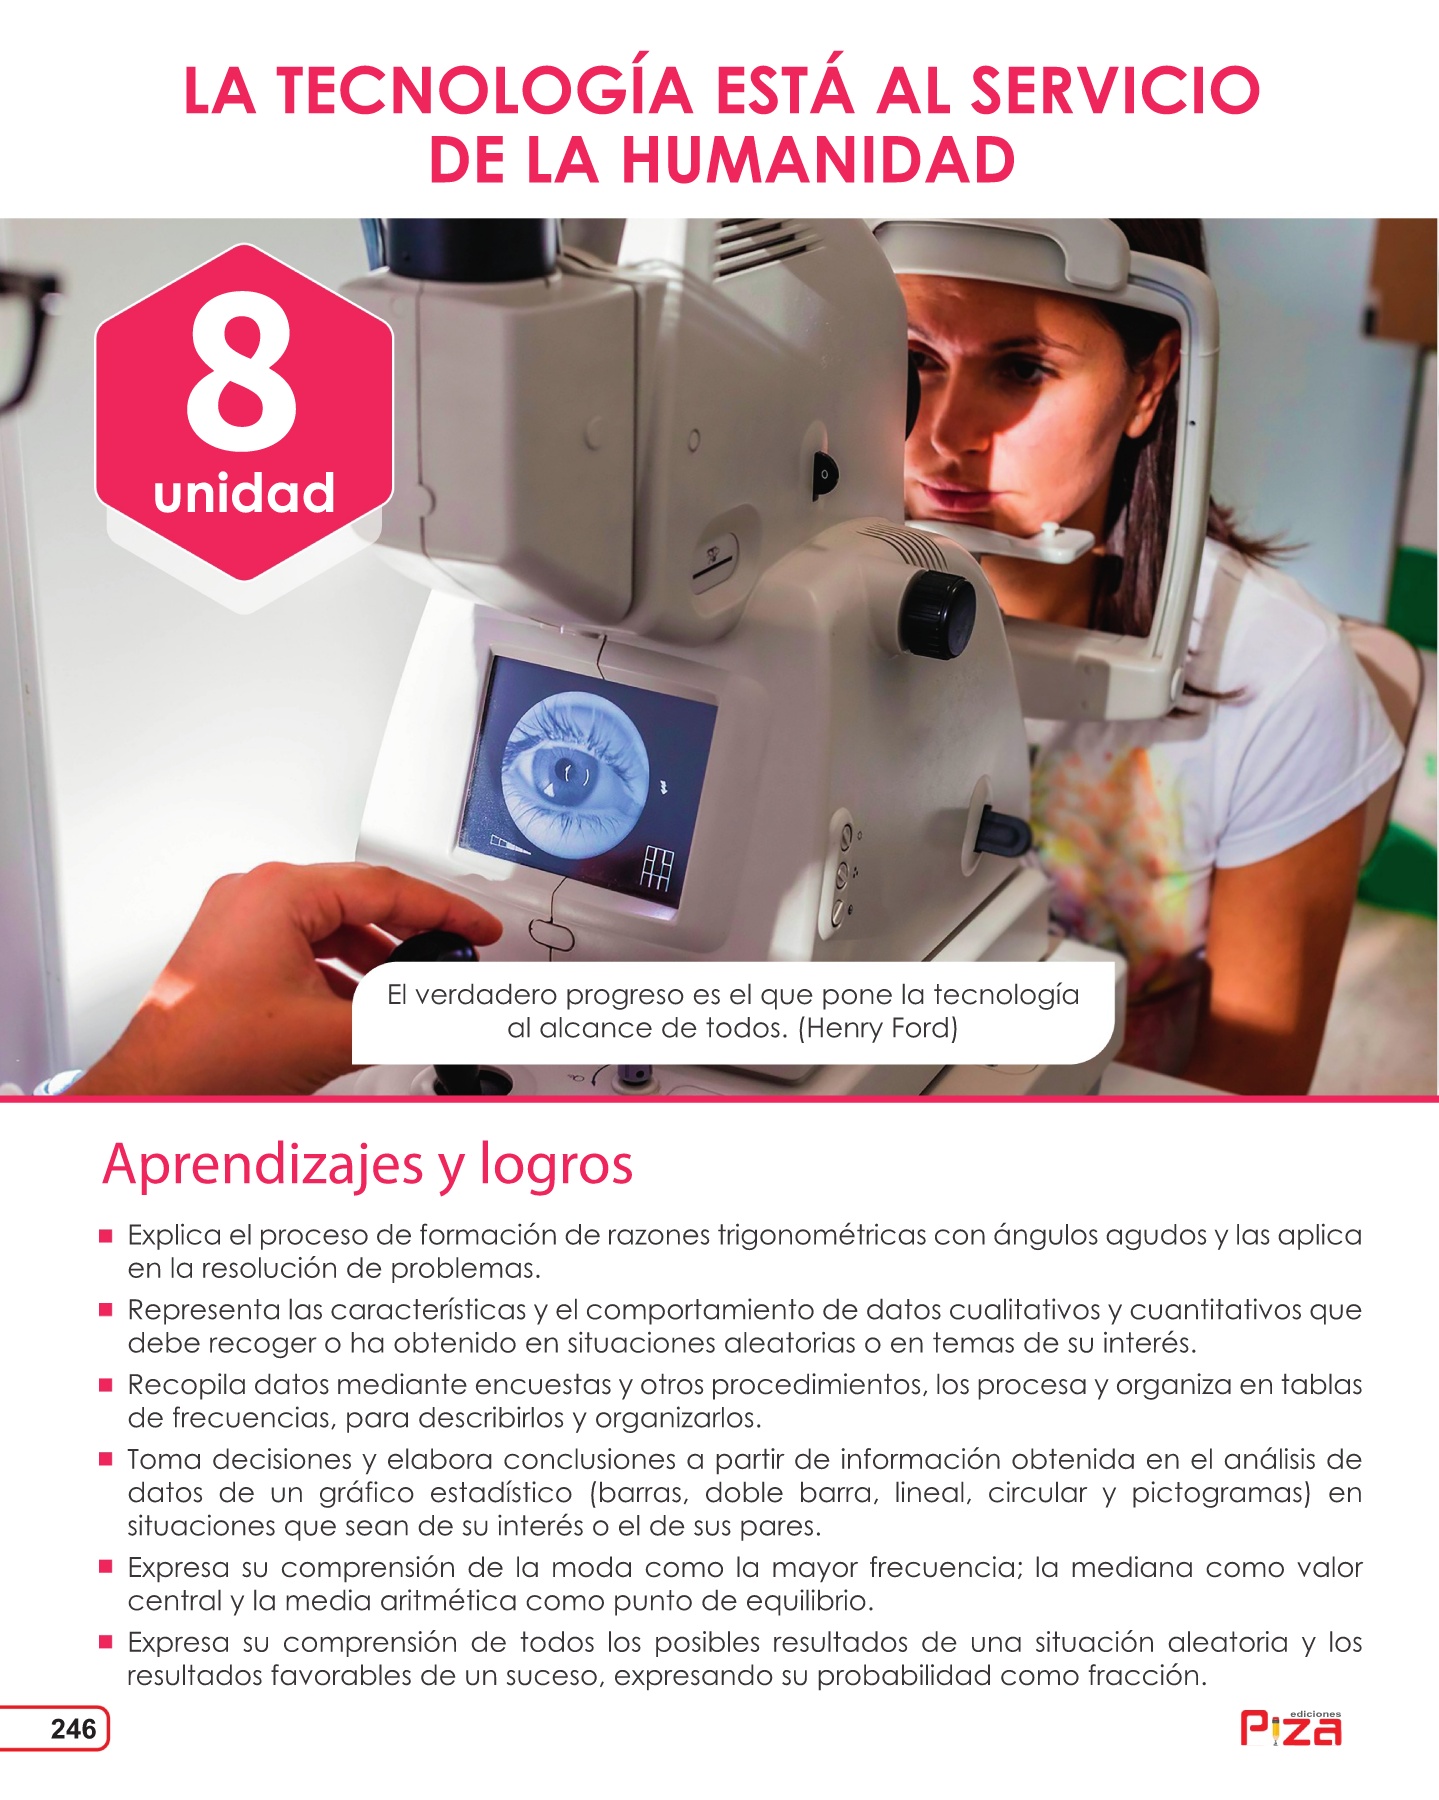 LA TECNOLOGÍA ESTÁ AL SERVICIO
DE LA HUMANIDAD
8
unidad
El verdadero progreso es el que pone la tecnología
al alcance de todos. (Henry Ford)
Aprendizajes y logros
Explica el proceso de formación de razones trigonométricas con ángulos agudos y las aplica
en la resolución de problemas.
Representa las características y el comportamiento de datos cualitativos y cuantitativos que
debe recoger o ha obtenido en situaciones aleatorias o en temas de su interés.
Recopila datos mediante encuestas y otros procedimientos, los procesa y organiza en tablas
de frecuencias, para describirlos y organizarlos.
Toma decisiones y elabora conclusiones a partir de información obtenida en el análisis de
datos de un gráfico estadístico (barras, doble barra, lineal, circular y pictogramas) en
situaciones que sean de su interés o el de sus pares.
Expresa su comprensión de la moda como la mayor frecuencia; la mediana como valor
central y la media aritmética como punto de equilibrio.
Expresa su comprensión de todos los posibles resultados de una situación aleatoria y los
resultados favorables de un suceso, expresando su probabilidad como fracción.
246
ediciones
Piza